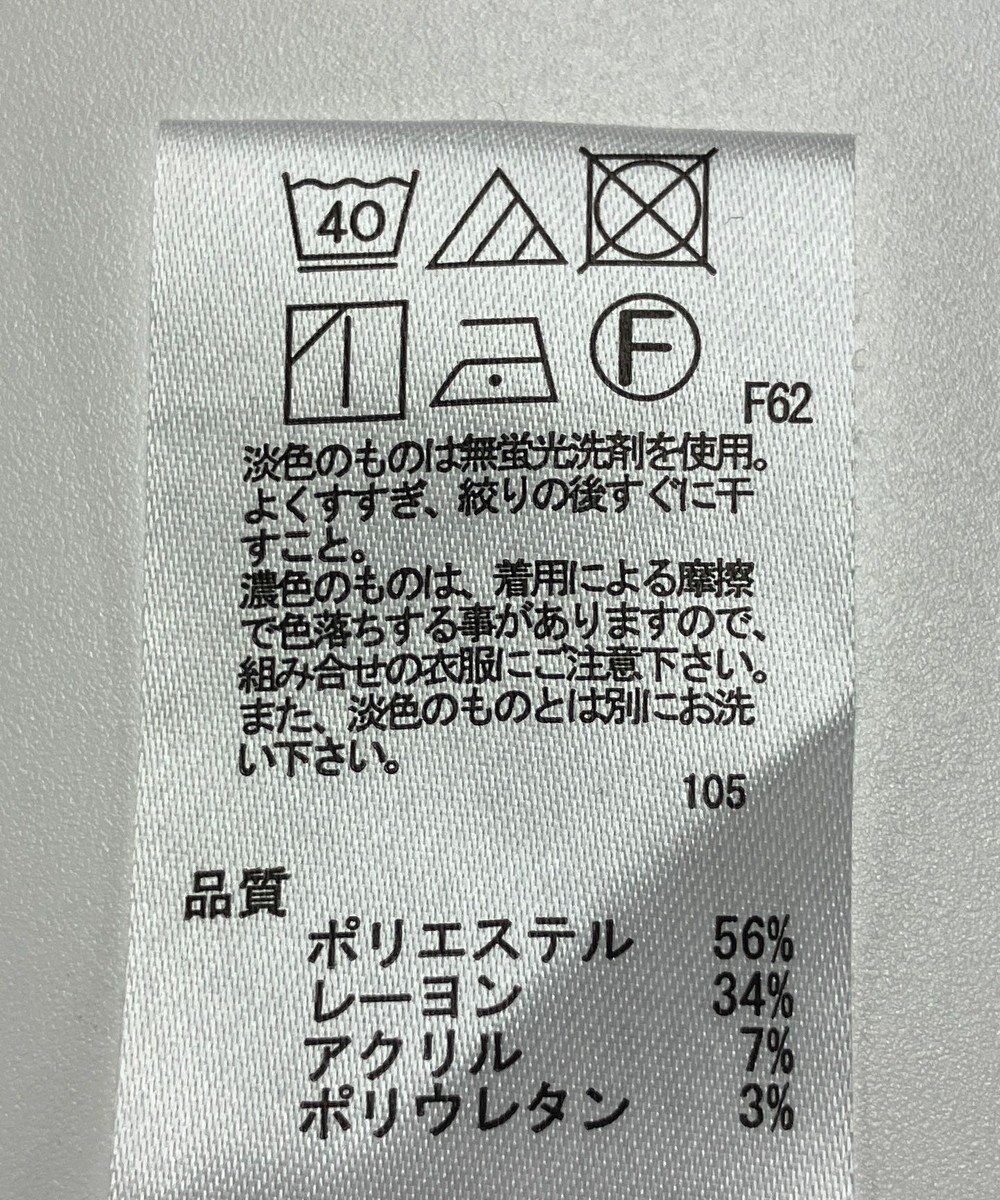 40
F
F62
淡色のものは無蛍光洗剤を使用。
よくすすぎ、絞りの後すぐに干
すこと。
濃色のものは、着用による摩擦
で色落ちする事がありますので、
組み合せの衣服にご注意下さい。
また、淡色のものとは別にお洗
い下さい。
105
品質
ポリエステル 56%
レーヨン 34%
アクリル 7%
ポリウレタン 3%